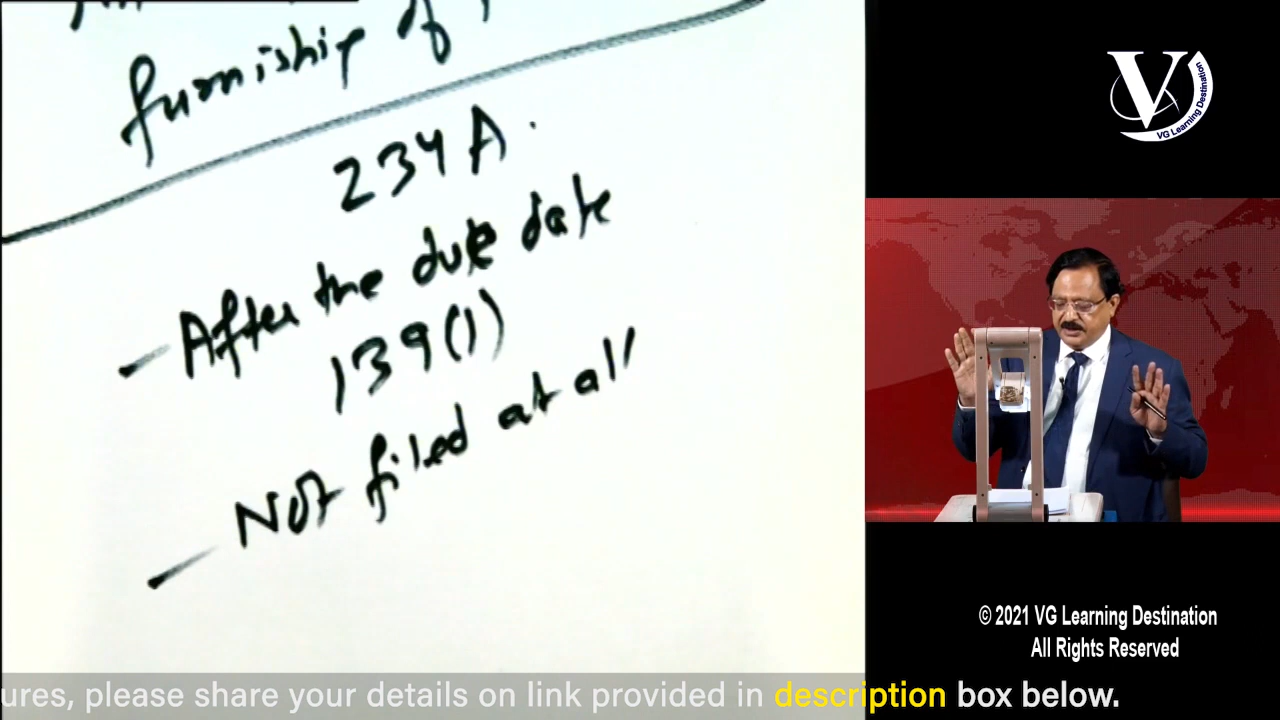 furniship of
234A.
- After the due date
139(1)
- Not filed at all
V
VG Learning Destination
© 2021 VG Learning Destination
All Rights Reserved
ures, please share your details on link provided in description box below.